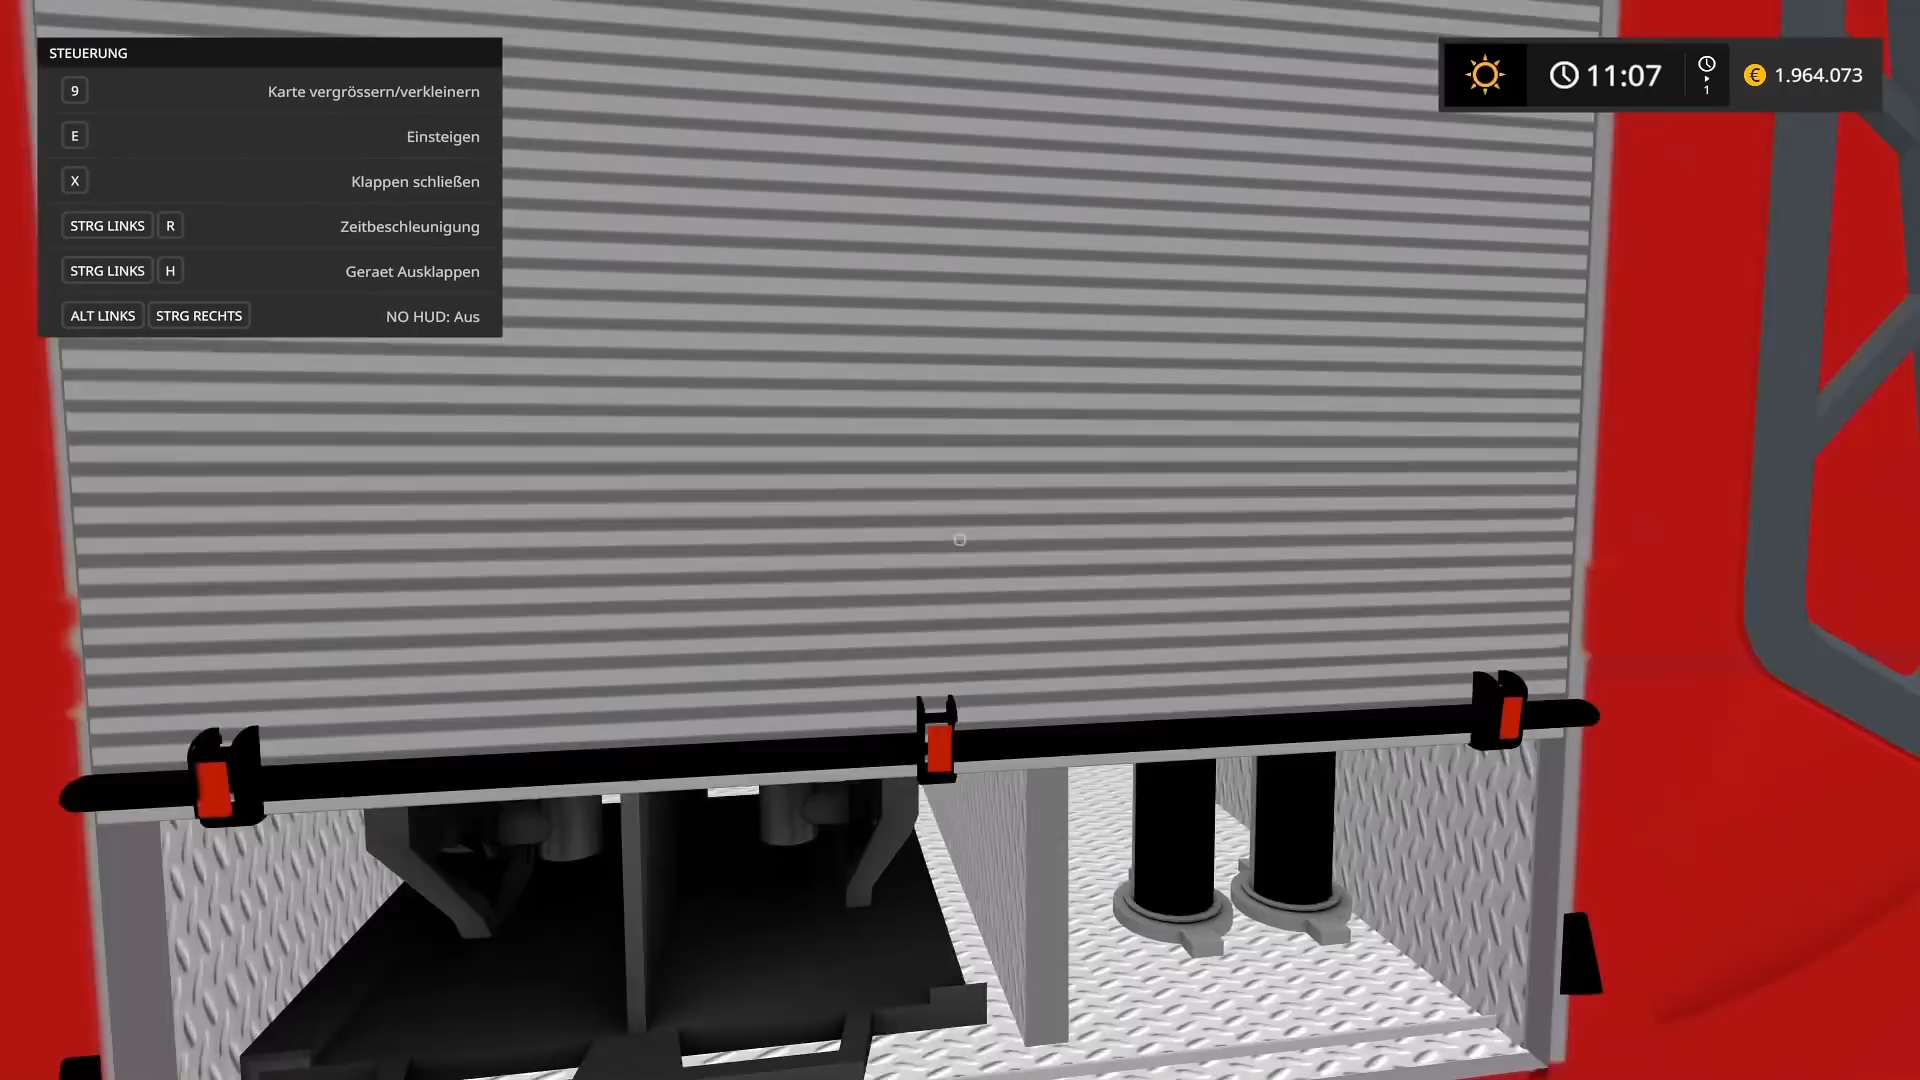 STEUERUNG
9 Karte vergrössern/verkleinern
E Einsteigen
X Klappen schließen
STRG LINKS R Zeitbeschleunigung
STRG LINKS H Geraet Ausklappen
ALT LINKS STRG RECHTS NO HUD: Aus
11:07
1
€ 1.964.073